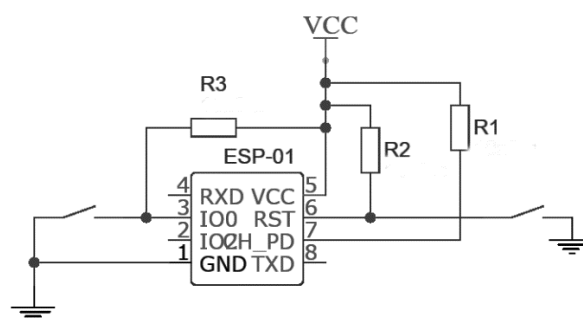 VCC
R3
R1
R2
ESP-01
4 RXD VCC 5
3 IO0 RST 6
2 IO2 CH_PD 7
1 GND TXD 8